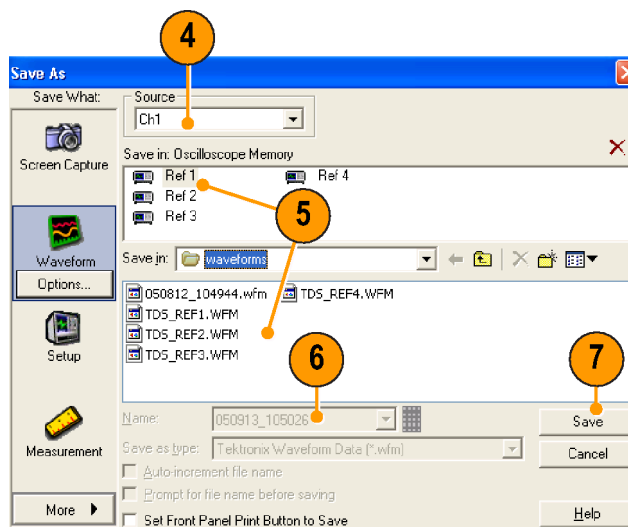 4
Save As
Save What:
Source
Ch1
Screen Capture
Save in: Oscilloscope Memory
Ref 1
Ref 4
Ref 2
Ref 3
5
Waveform
Options...
Save in:
waveforms
050812_104944.wfm
TDS_REF4.WFM
TDS_REF1.WFM
TDS_REF2.WFM
TDS_REF3.WFM
Setup
6
7
Name:
050913_105026
Save
Measurement
Save as type:
Tektronix Waveform Data (*.wfm)
Cancel
Auto-increment file name
Prompt for file name before saving
More
Set Front Panel Print Button to Save
Help